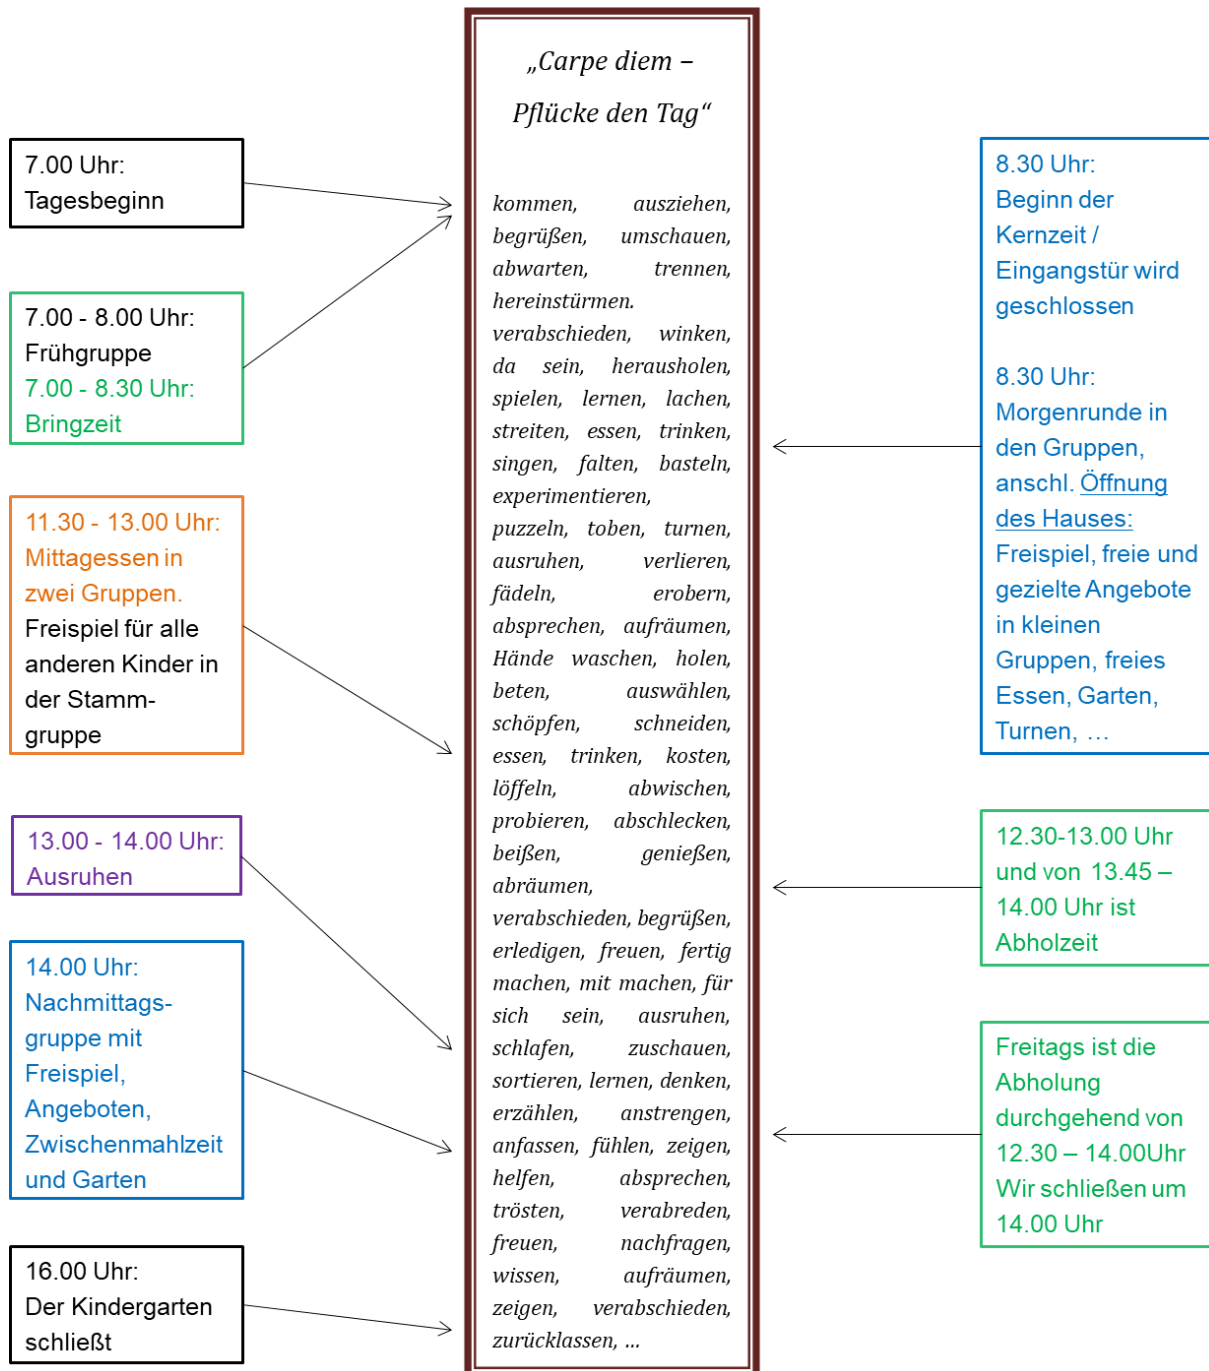 „Carpe diem –
Pflücke den Tag“
7.00 Uhr:
Tagesbeginn
7.00 - 8.00 Uhr:
Frühgruppe
7.00 - 8.30 Uhr:
Bringzeit
11.30 - 13.00 Uhr:
Mittagessen in
zwei Gruppen.
Freispiel für alle
anderen Kinder in
der Stamm-
gruppe
13.00 - 14.00 Uhr:
Ausruhen
14.00 Uhr:
Nachmittags-
gruppe mit
Freispiel,
Angeboten,
Zwischenmahlzeit
und Garten
16.00 Uhr:
Der Kindergarten
schließt
kommen, ausziehen,
begrüßen, umschauen,
abwarten, trennen,
hereinstürmen.
verabschieden, winken,
da sein, herausholen,
spielen, lernen, lachen,
streiten, essen, trinken,
singen, falten, basteln,
experimentieren,
puzzeln, toben, turnen,
ausruhen, verlieren,
fädeln, erobern,
absprechen, aufräumen,
Hände waschen, holen,
beten, auswählen,
schöpfen, schneiden,
essen, trinken, kosten,
löffeln, abwischen,
probieren, abschlecken,
beißen, genießen,
abräumen,
verabschieden, begrüßen,
erledigen, freuen, fertig
machen, mit machen, für
sich sein, ausruhen,
schlafen, zuschauen,
sortieren, lernen, denken,
erzählen, anstrengen,
anfassen, fühlen, zeigen,
helfen, absprechen,
trösten, verabreden,
freuen, nachfragen,
wissen, aufräumen,
zeigen, verabschieden,
zurücklassen, ...
8.30 Uhr:
Beginn der
Kernzeit /
Eingangstür wird
geschlossen
8.30 Uhr:
Morgenrunde in
den Gruppen,
anschl. Öffnung
des Hauses:
Freispiel, freie und
gezielte Angebote
in kleinen
Gruppen, freies
Essen, Garten,
Turnen, …
12.30-13.00 Uhr
und von 13.45 –
14.00 Uhr ist
Abholzeit
Freitags ist die
Abholung
durchgehend von
12.30 – 14.00Uhr
Wir schließen um
14.00 Uhr